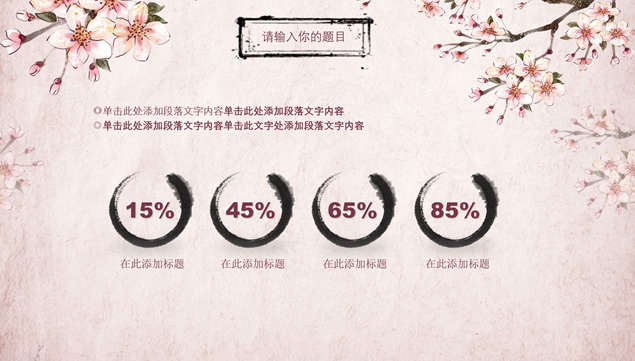 请输入你的题目
单击此处添加段落文字内容单击此处添加段落文字内容
单击此处添加段落文字内容单击此文字处添加段落文字内容
15% 45% 65% 85%
在此添加标题 在此添加标题 在此添加标题 在此添加标题